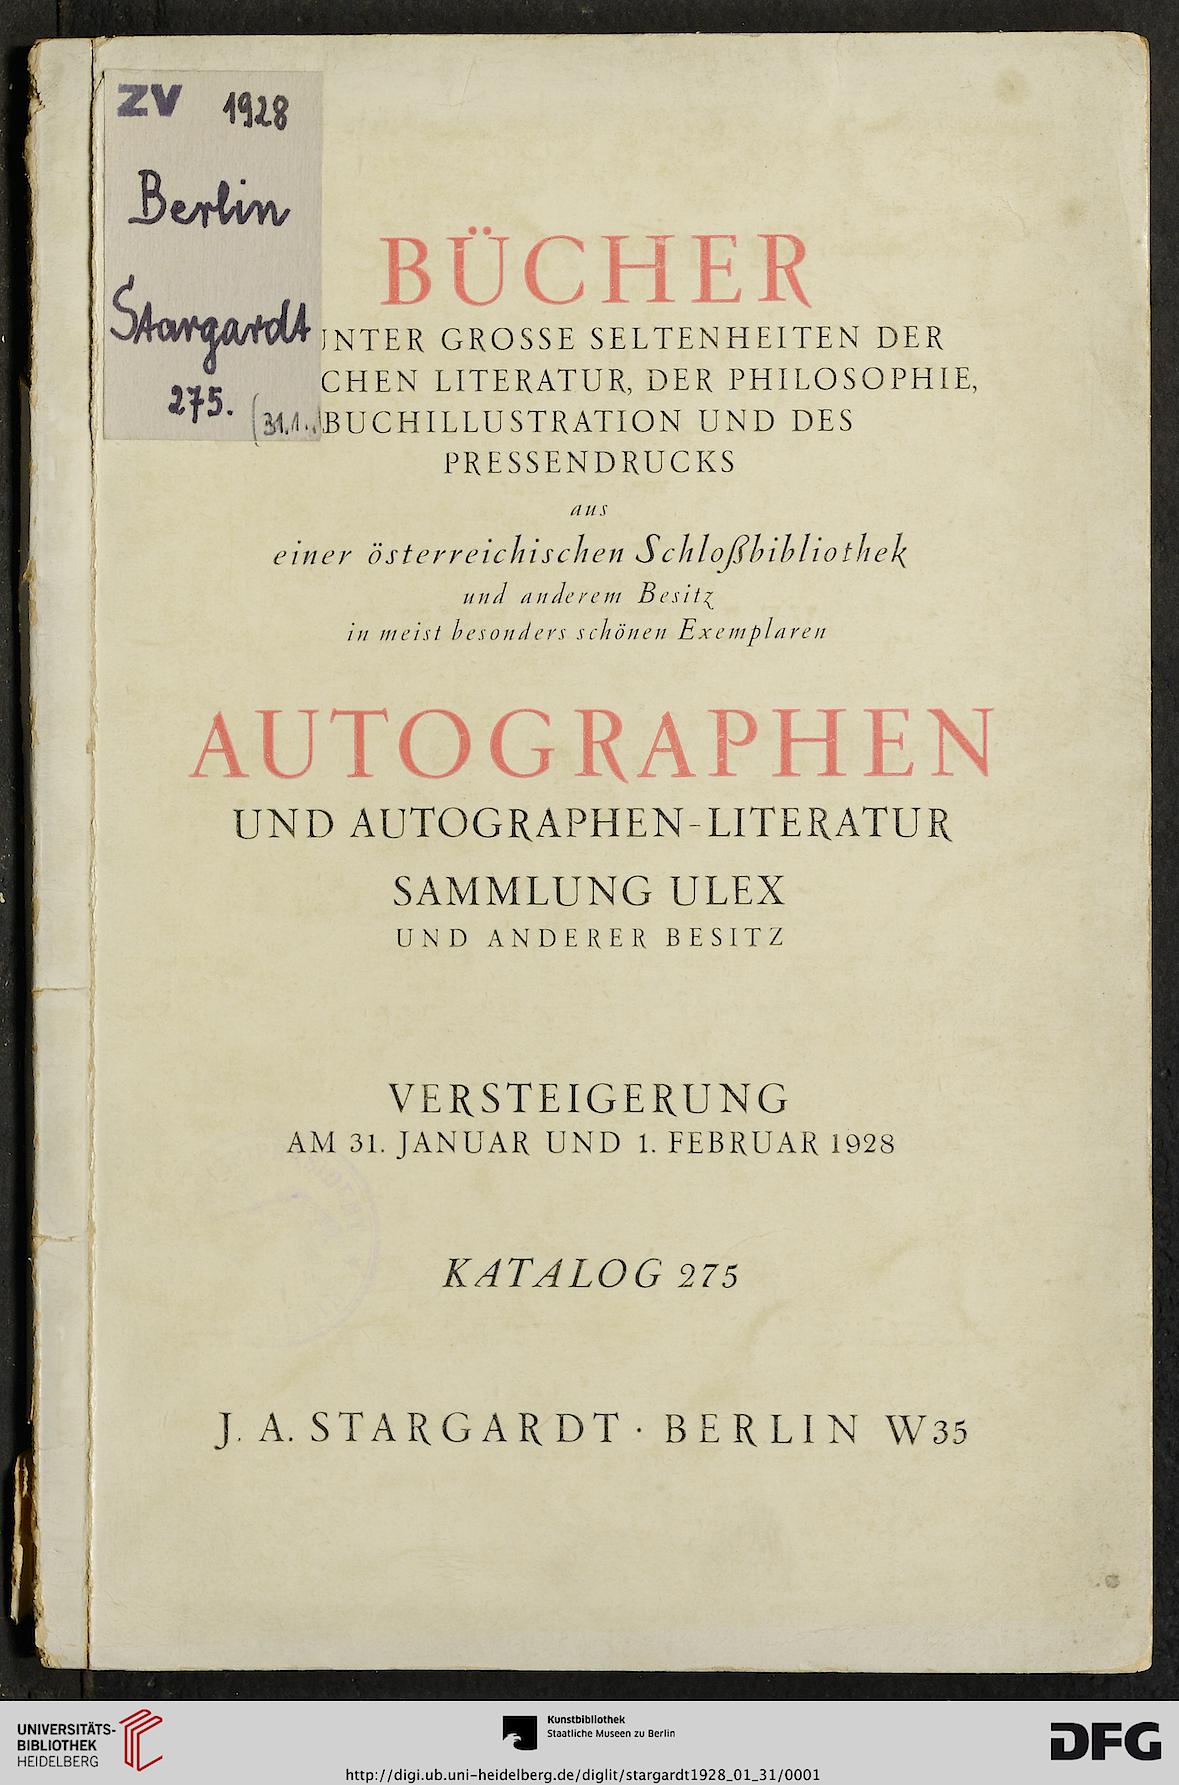 ZV 1928
Berlin
Stargardt
275.
(31.1.
BÜCHER
UNTER GROSSE SELTENHEITEN DER
CHEN LITERATUR, DER PHILOSOPHIE,
BUCHILLUSTRATION UND DES
PRESSENDRUCKS
aus
einer österreichischen Schloßbibliothek
und anderem Besitz
in meist besonders schönen Exemplaren
AUTOGRAPHEN
UND AUTOGRAPHEN-LITERATUR
SAMMLUNG ULEX
UND ANDERER BESITZ
VERSTEIGERUNG
AM 31. JANUAR UND 1. FEBRUAR 1928
KATALOG 275
J. A. STARGARDT · BERLIN W35
UNIVERSITÄTS-
BIBLIOTHEK
HEIDELBERG
Kunstbibliothek
Staatliche Museen zu Berlin
DFG
http://digi.ub.uni-heidelberg.de/diglit/stargardt1928_01_31/0001